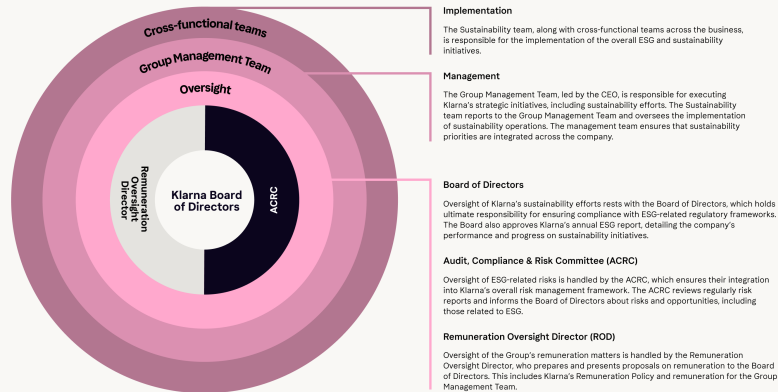 Cross-functional teams
Group Management Team
Oversight
Remuneration
Oversight
Director
Klarna Board
of Directors
ACRC
Implementation
The Sustainability team, along with cross-functional teams across the business,
is responsible for the implementation of the overall ESG and sustainability
initiatives.
Management
The Group Management Team, led by the CEO, is responsible for executing
Klarna's strategic initiatives, including sustainability efforts. The Sustainability
team reports to the Group Management Team and oversees the implementation
of sustainability operations. The management team ensures that sustainability
priorities are integrated across the company.
Board of Directors
Oversight of Klarna's sustainability efforts rests with the Board of Directors, which holds
ultimate responsibility for ensuring compliance with ESG-related regulatory frameworks.
The Board also approves Klarna's annual ESG report, detailing the company's
performance and progress on sustainability initiatives.
Audit, Compliance & Risk Committee (ACRC)
Oversight of ESG-related risks is handled by the ACRC, which ensures their integration
into Klarna's overall risk management framework. The ACRC reviews regularly risk
reports and informs the Board of Directors about risks and opportunities, including
those related to ESG.
Remuneration Oversight Director (ROD)
Oversight of the Group's remuneration matters is handled by the Remuneration
Oversight Director, who prepares and presents proposals on remuneration to the Board
of Directors. This includes Klarna's Remuneration Policy and remuneration for the Group
Management Team.